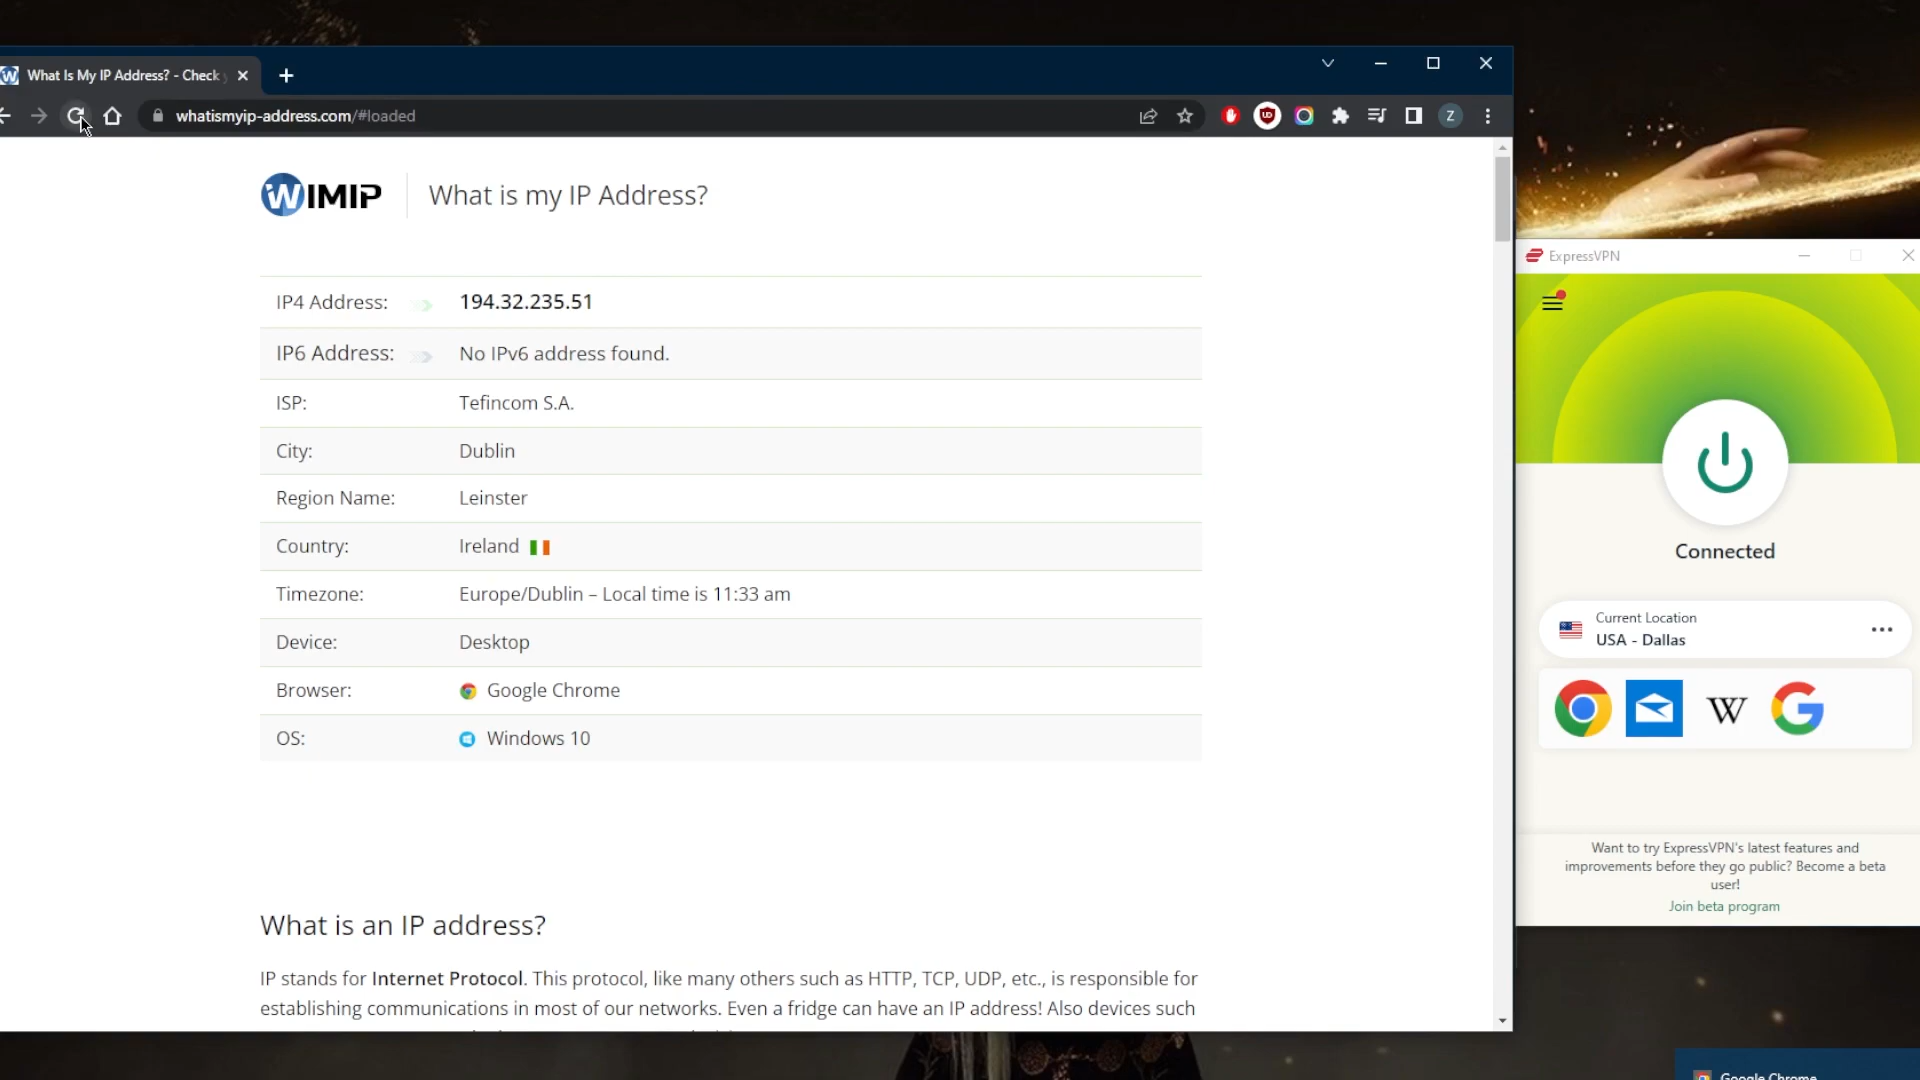 What Is My IP Address? - Check
whatismyip-address.com/#loaded
Z
WIMIP
What is my IP Address?
IP4 Address: 194.32.235.51
IP6 Address: No IPv6 address found.
ISP: Tefincom S.A.
City: Dublin
Region Name: Leinster
Country: Ireland
Timezone: Europe/Dublin – Local time is 11:33 am
Device: Desktop
Browser: Google Chrome
OS: Windows 10
What is an IP address?
IP stands for Internet Protocol. This protocol, like many others such as HTTP, TCP, UDP, etc., is responsible for
establishing communications in most of our networks. Even a fridge can have an IP address! Also devices such
ExpressVPN
Connected
Current Location
USA - Dallas
W
G
Want to try ExpressVPN's latest features and
improvements before they go public? Become a beta
user!
Join beta program
Google Chrome